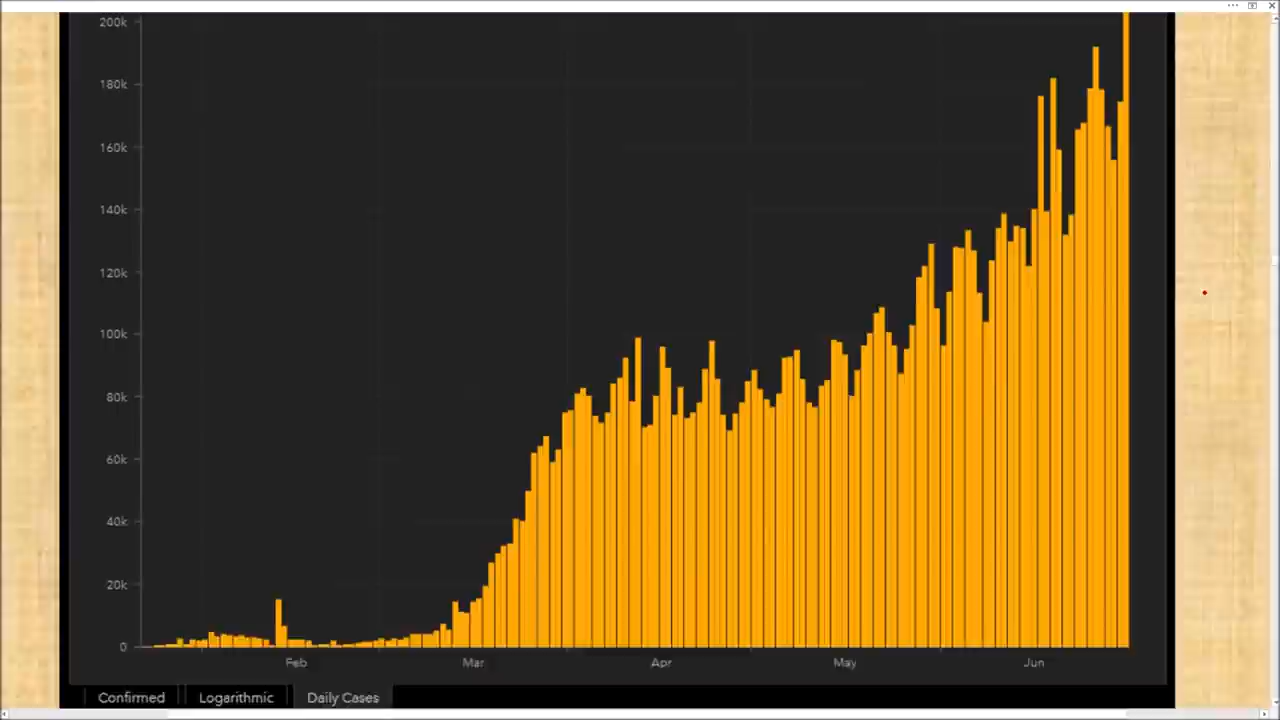 200k
180k
160k
140k
120k
100k
80k
60k
40k
20k
0
Feb Mar Apr May Jun
Confirmed Logarithmic Daily Cases